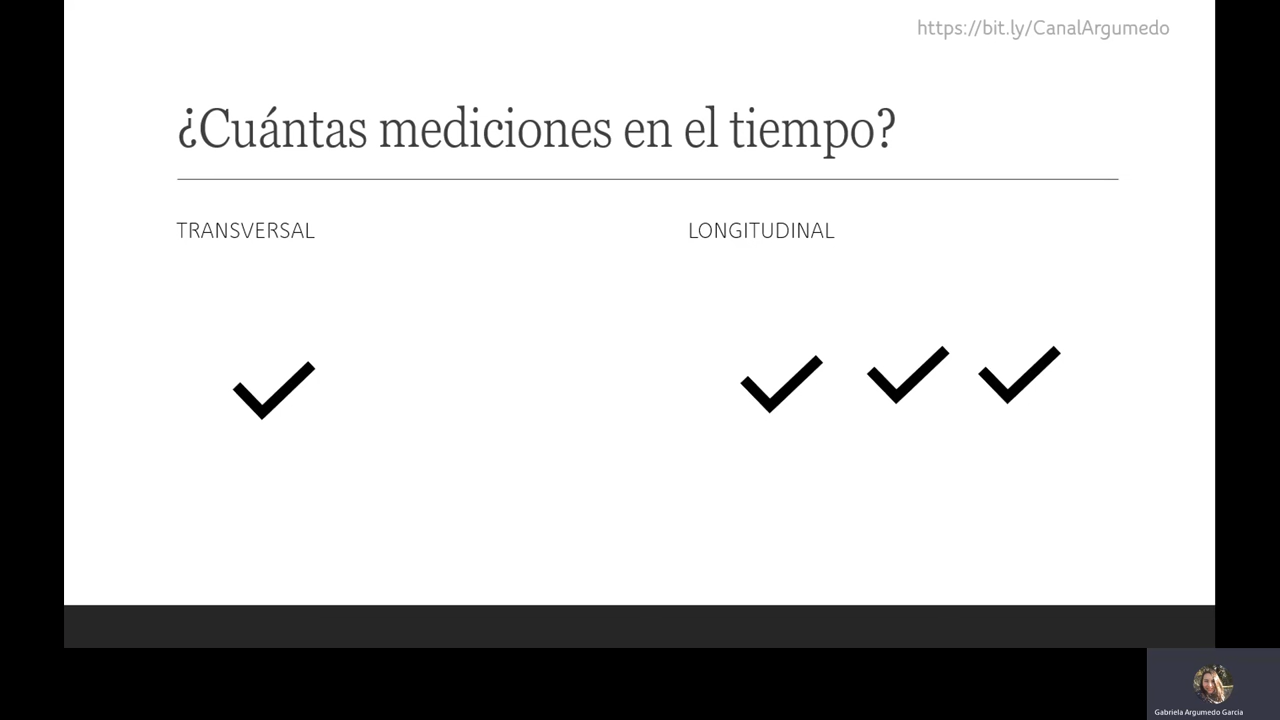 https://bit.ly/CanalArgumedo
¿Cuántas mediciones en el tiempo?
TRANSVERSAL
LONGITUDINAL
Gabriela Argumedo Garcia